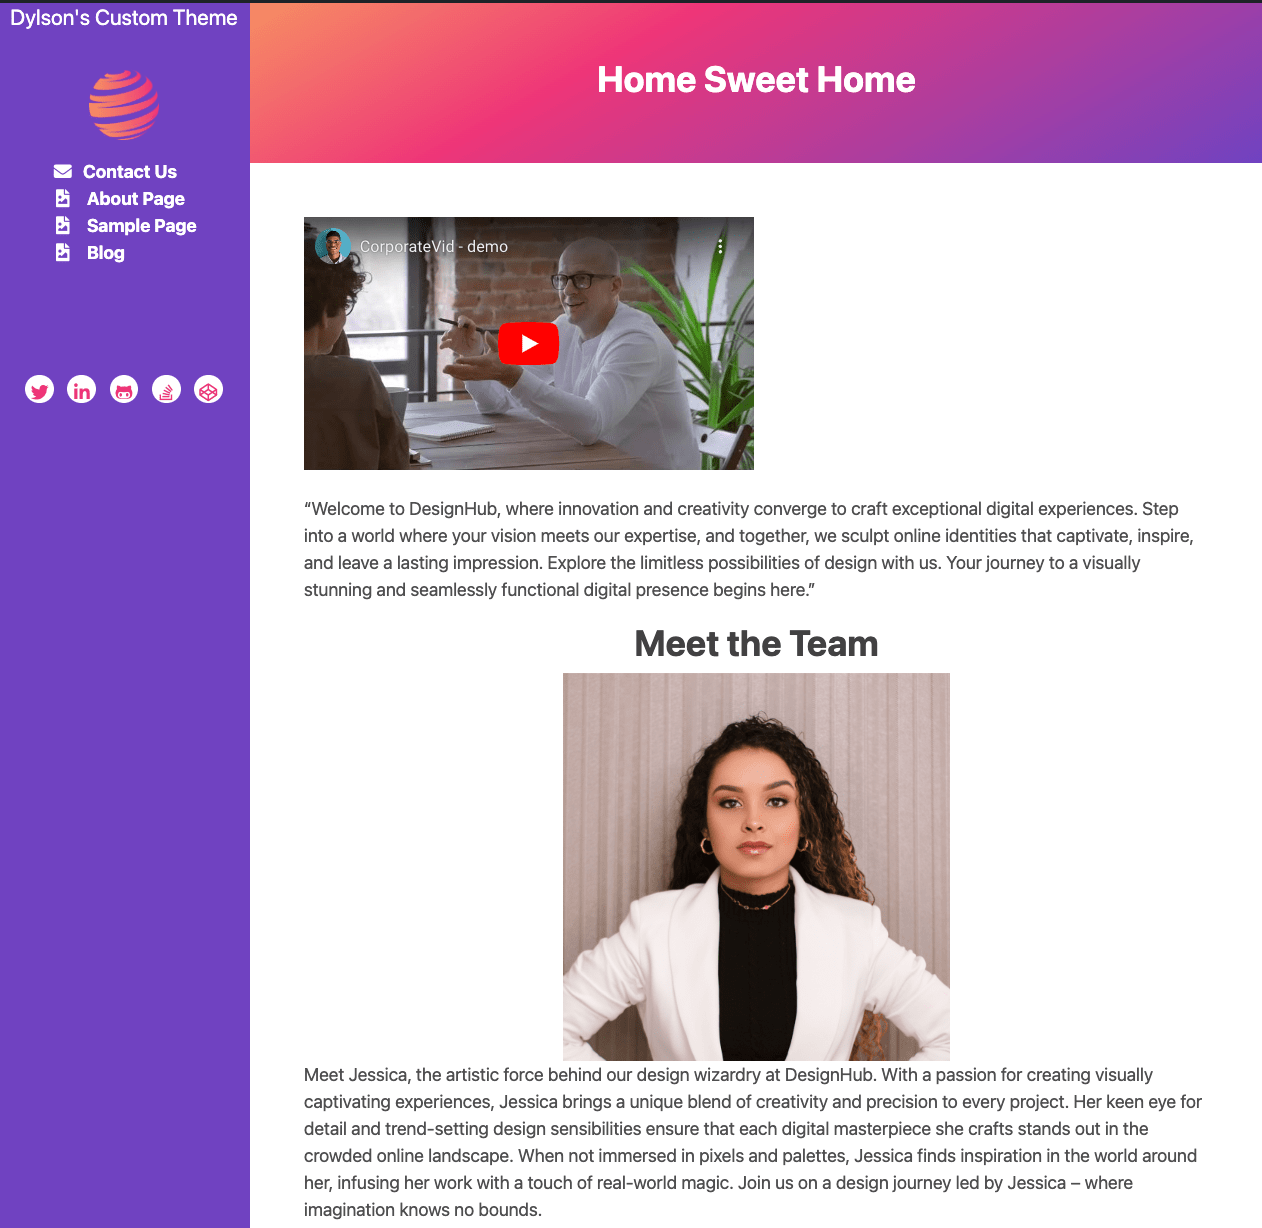 Dylson's Custom Theme
Contact Us
About Page
Sample Page
Blog
Home Sweet Home
CorporateVid - demo
“Welcome to DesignHub, where innovation and creativity converge to craft exceptional digital experiences. Step
into a world where your vision meets our expertise, and together, we sculpt online identities that captivate, inspire,
and leave a lasting impression. Explore the limitless possibilities of design with us. Your journey to a visually
stunning and seamlessly functional digital presence begins here.”
Meet the Team
Meet Jessica, the artistic force behind our design wizardry at DesignHub. With a passion for creating visually
captivating experiences, Jessica brings a unique blend of creativity and precision to every project. Her keen eye for
detail and trend-setting design sensibilities ensure that each digital masterpiece she crafts stands out in the
crowded online landscape. When not immersed in pixels and palettes, Jessica finds inspiration in the world around
her, infusing her work with a touch of real-world magic. Join us on a design journey led by Jessica – where
imagination knows no bounds.